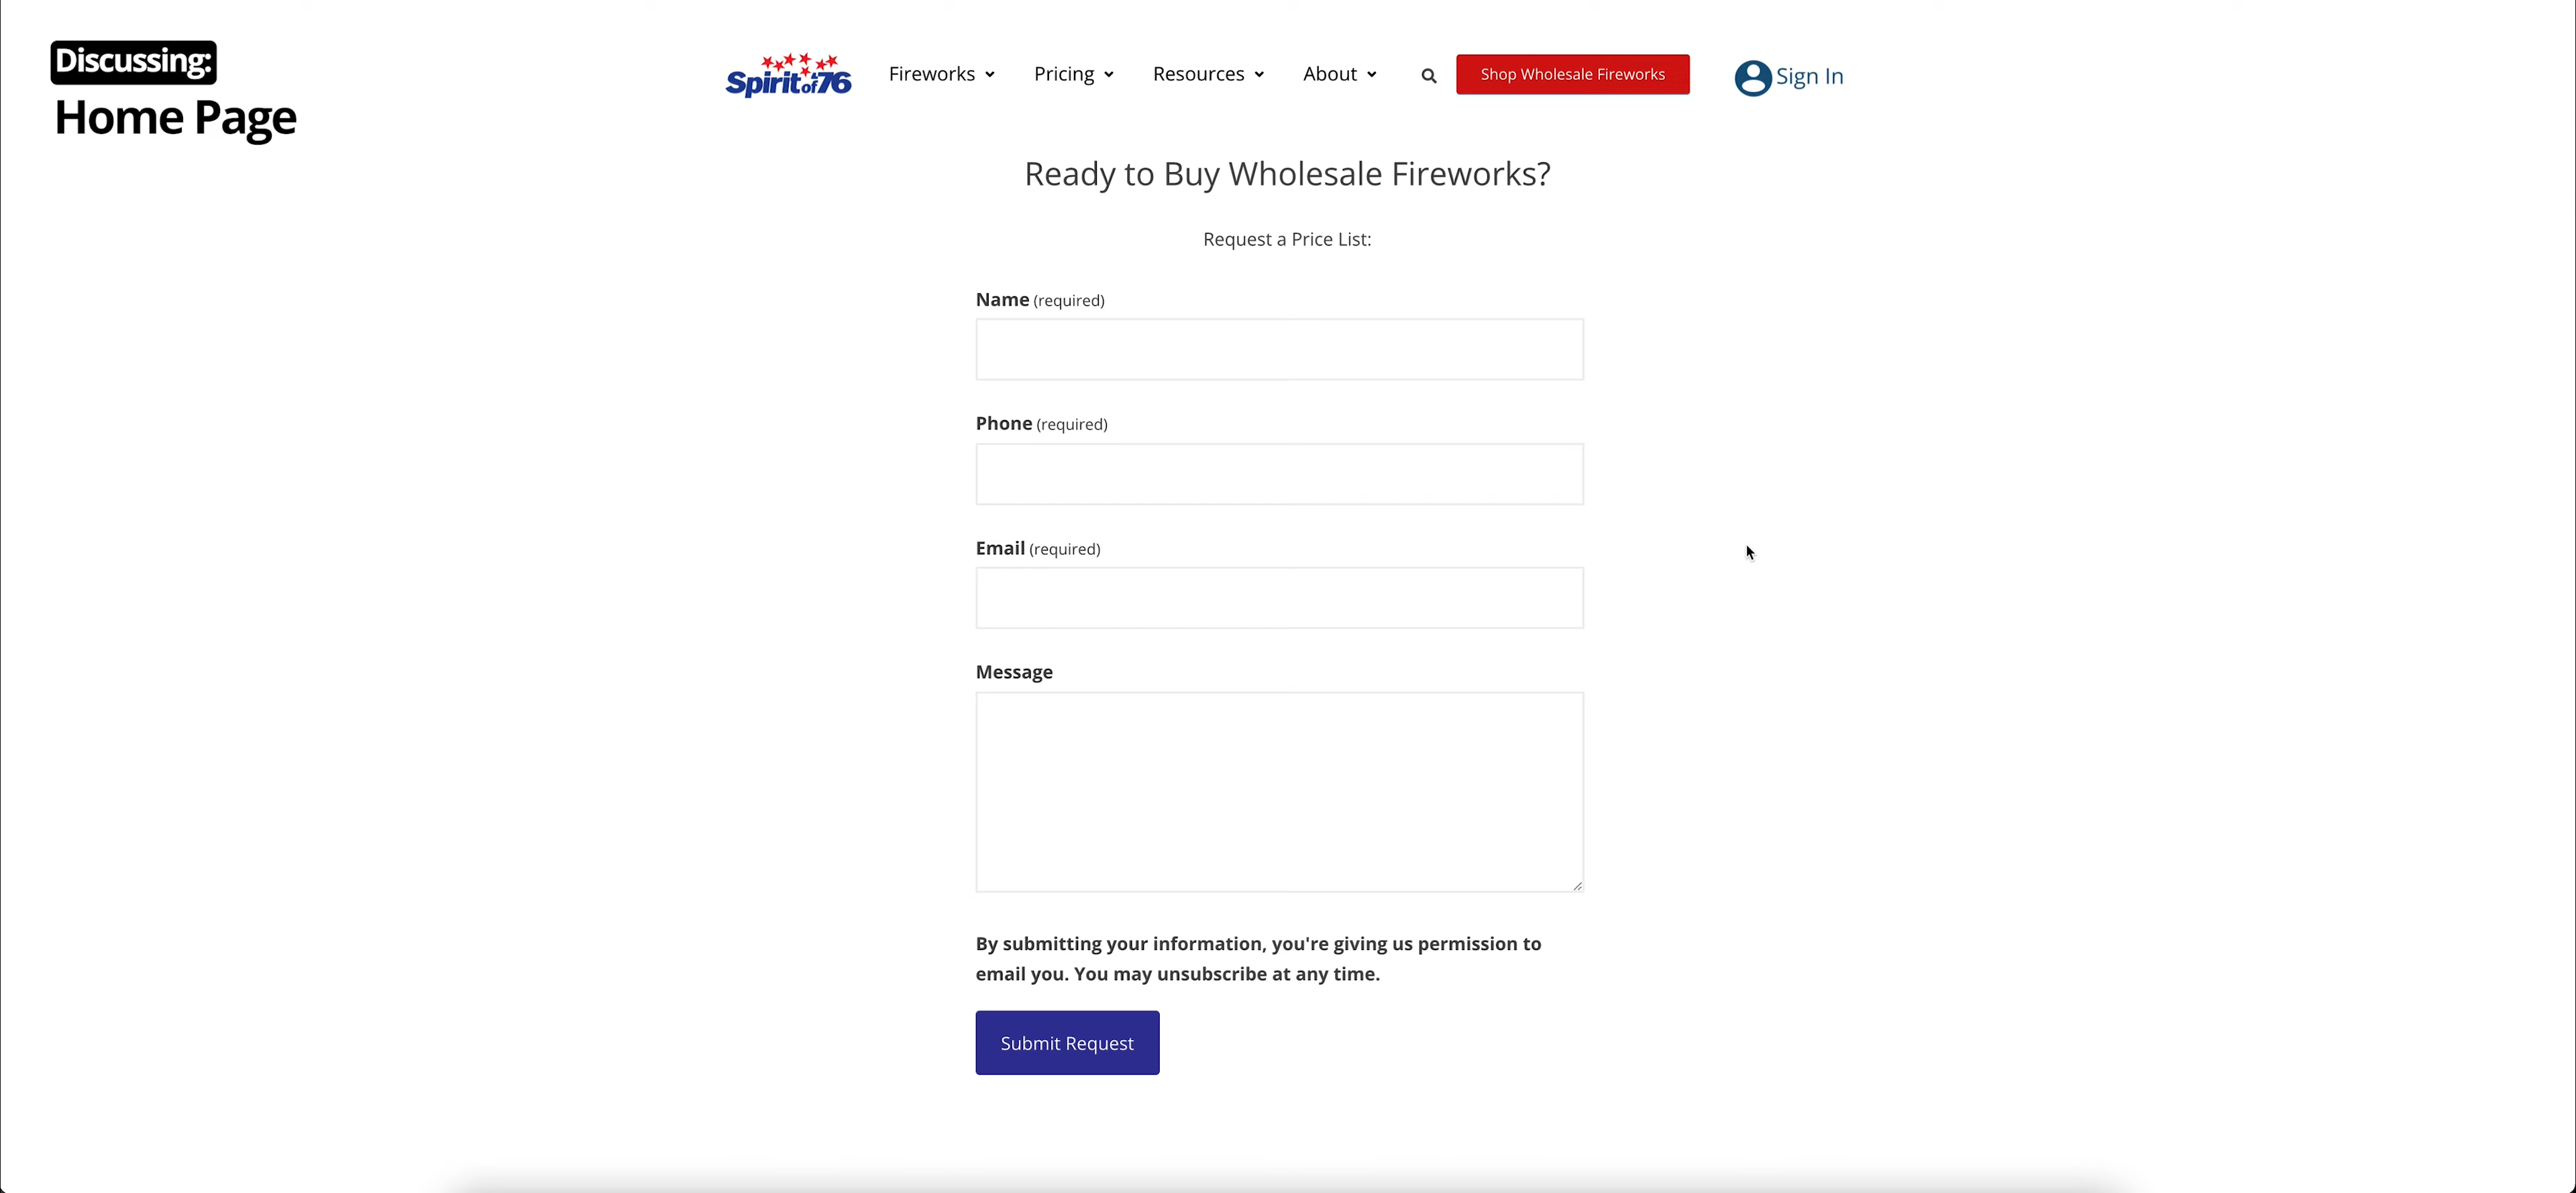 Discussing:
Home Page
Spirit of '76
Fireworks
Pricing
Resources
About
Shop Wholesale Fireworks
Sign In
Ready to Buy Wholesale Fireworks?
Request a Price List:
Name (required)
Phone (required)
Email (required)
Message
By submitting your information, you're giving us permission to
email you. You may unsubscribe at any time.
Submit Request